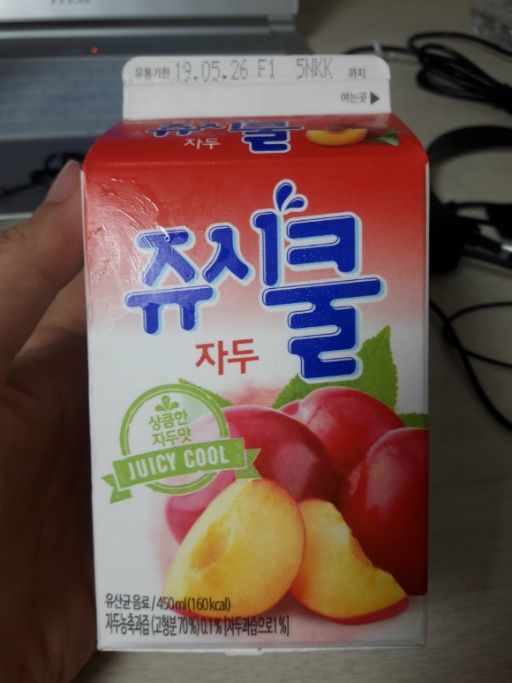 유통기한 19.05.26 F1 5NKK 까지
여는곳▶
쥬시쿨
자두
쥬시쿨
자두
상큼한
자두맛
JUICY COOL
유산균음료/450ml(160kcal)
자두농축과즙(고형분70%)0.1%[자두과즙으로1%]